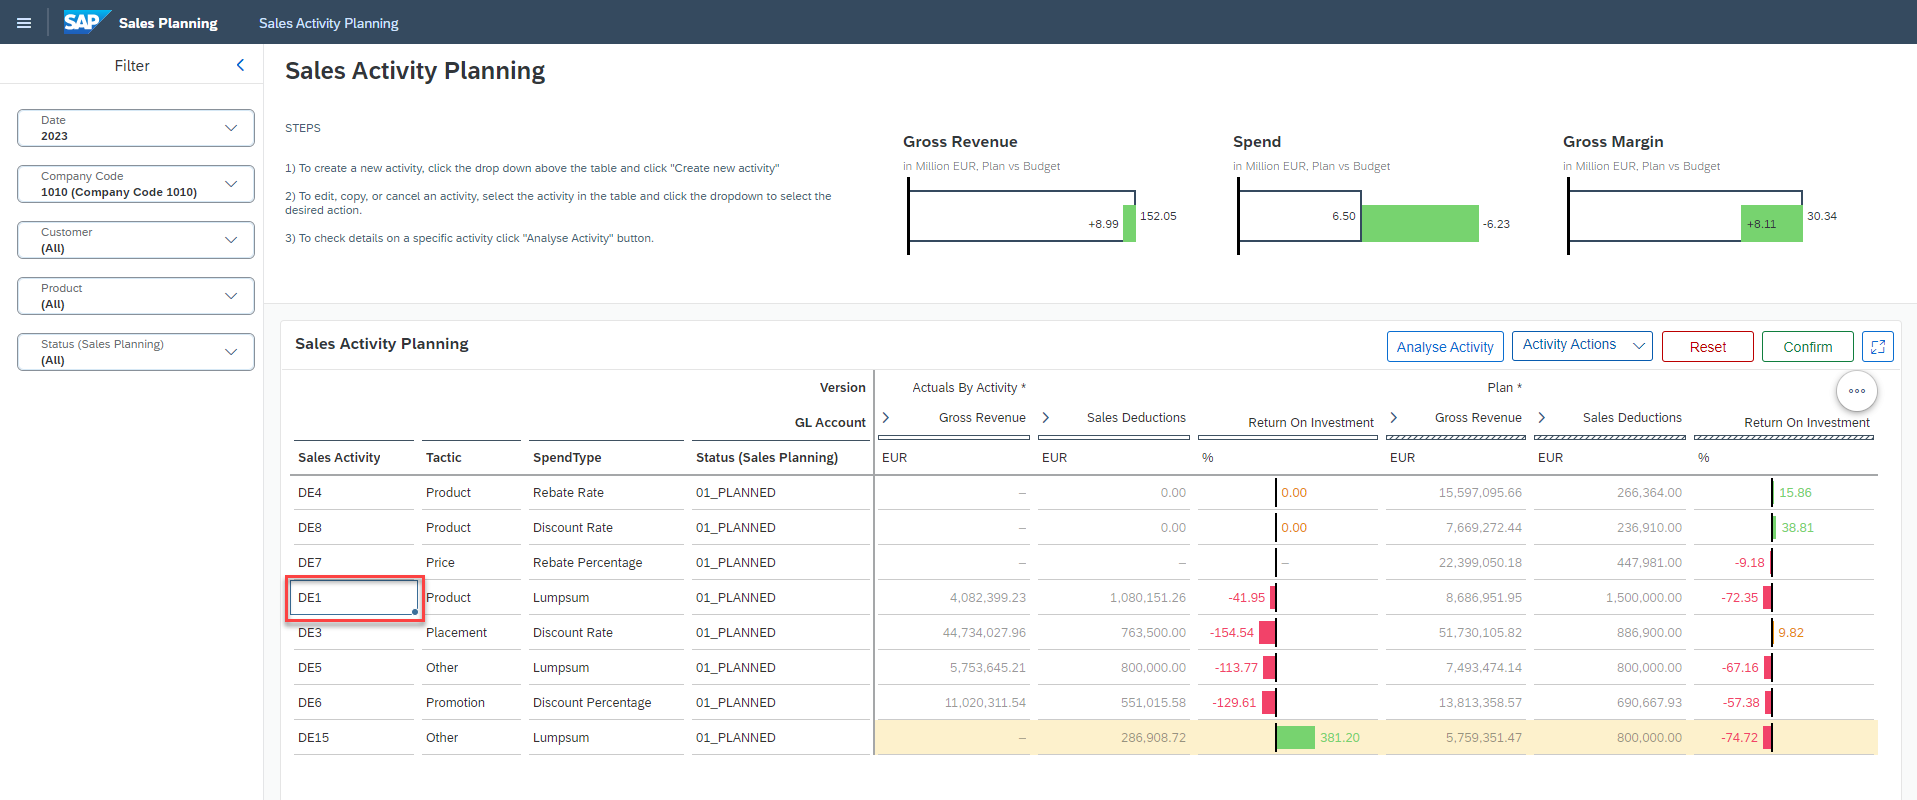 SAP Sales Planning Sales Activity Planning
Filter
Date
2023
Company Code
1010 (Company Code 1010)
Customer
(All)
Product
(All)
Status (Sales Planning)
(All)
Sales Activity Planning
STEPS
1) To create a new activity, click the drop down above the table and click "Create new activity"
2) To edit, copy, or cancel an activity, select the activity in the table and click the dropdown to select the
desired action.
3) To check details on a specific activity click "Analyse Activity" button.
Gross Revenue
in Million EUR, Plan vs Budget
+8.99 152.05
Spend
in Million EUR, Plan vs Budget
6.50 -6.23
Gross Margin
in Million EUR, Plan vs Budget
+8.11 30.34
Sales Activity Planning Analyse Activity Activity Actions Reset Confirm
Version Actuals By Activity * Plan *
GL Account Gross Revenue Sales Deductions Return On Investment Gross Revenue Sales Deductions Return On Investment
Sales Activity Tactic SpendType Status (Sales Planning) EUR EUR % EUR EUR %
DE4 Product Rebate Rate 01_PLANNED – 0.00 0.00 15,597,095.66 266,364.00 15.86
DE8 Product Discount Rate 01_PLANNED – 0.00 0.00 7,669,272.44 236,910.00 38.81
DE7 Price Rebate Percentage 01_PLANNED – – – 22,399,050.18 447,981.00 -9.18
DE1 Product Lumpsum 01_PLANNED 4,082,399.23 1,080,151.26 -41.95 8,686,951.95 1,500,000.00 -72.35
DE3 Placement Discount Rate 01_PLANNED 44,734,027.96 763,500.00 -154.54 51,730,105.82 886,900.00 9.82
DE5 Other Lumpsum 01_PLANNED 5,753,645.21 800,000.00 -113.77 7,493,474.14 800,000.00 -67.16
DE6 Promotion Discount Percentage 01_PLANNED 11,020,311.54 551,015.58 -129.61 13,813,358.57 690,667.93 -57.38
DE15 Other Lumpsum 01_PLANNED – 286,908.72 381.20 5,759,351.47 800,000.00 -74.72